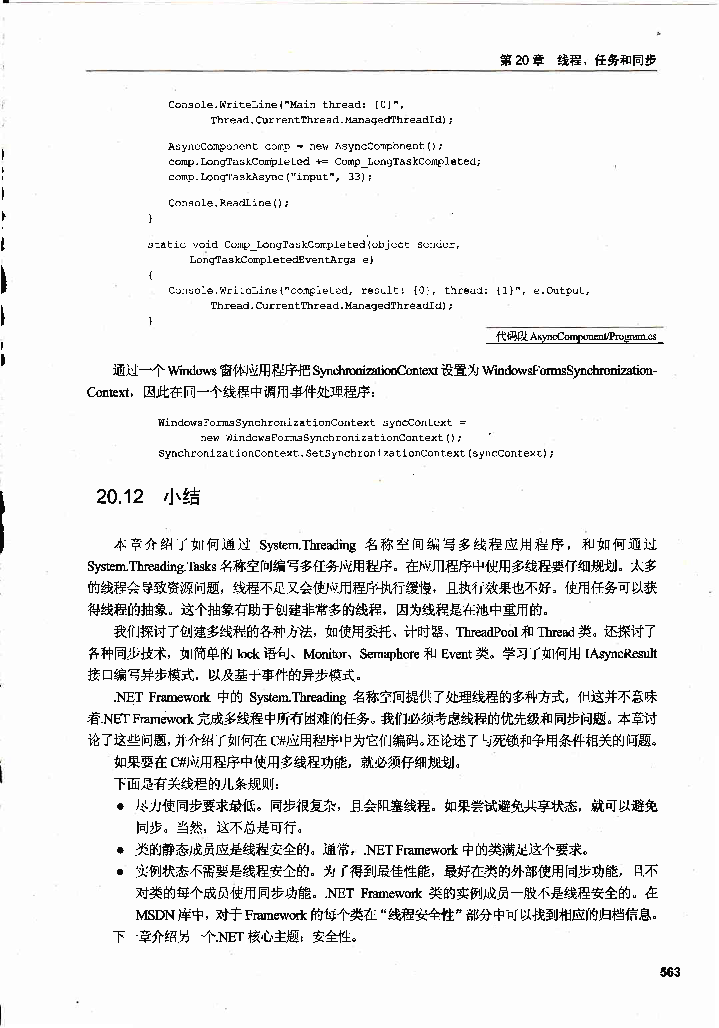 第20章 线程、任务和同步
Console.WriteLine("Main thread: {0}",
Thread.CurrentThread.ManagedThreadId);
AsyncComponent comp = new AsyncComponent();
comp.LongTaskCompleted += Comp_LongTaskCompleted;
comp.LongTaskAsync("input", 33);
Console.ReadLine();
}
static void Comp_LongTaskCompleted(object sender,
LongTaskCompletedEventArgs e)
{
Console.WriteLine("completed, result: {0}, thread: {1}", e.Output,
Thread.CurrentThread.ManagedThreadId);
}
代码段 AsyncComponent/Program.cs
通过一个 Windows 窗体应用程序把 SynchronizationContext 设置为 WindowsFormsSynchronization-
Context，因此在同一个线程中调用事件处理程序：
WindowsFormsSynchronizationContext syncContext =
new WindowsFormsSynchronizationContext();
SynchronizationContext.SetSynchronizationContext(syncContext);
20.12 小结
本章介绍了如何通过 System.Threading 名称空间编写多线程应用程序，和如何通过
System.Threading.Tasks 名称空间编写多任务应用程序。在应用程序中使用多线程要仔细规划。太多
的线程会导致资源问题，线程不足又会使应用程序执行缓慢，且执行效果也不好。使用任务可以获
得线程的抽象。这个抽象有助于创建非常多的线程，因为线程是在池中重用的。
我们探讨了创建多线程的各种方法，如使用委托、计时器、ThreadPool 和 Thread 类。还探讨了
各种同步技术，如简单的 lock 语句、Monitor、Semaphore 和 Event 类。学习了如何用 IAsyncResult
接口编写异步模式，以及基于事件的异步模式。
.NET Framework 中的 System.Threading 名称空间提供了处理线程的多种方式，但这并不意味
着.NET Framework 完成多线程中所有困难的任务。我们必须考虑线程的优先级和同步问题。本章讨
论了这些问题，并介绍了如何在 C#应用程序中为它们编码。还论述了与死锁和争用条件相关的问题。
如果要在 C#应用程序中使用多线程功能，就必须仔细规划。
下面是有关线程的几条规则：
● 尽力使同步要求最低。同步很复杂，且会阻塞线程。如果尝试避免共享状态，就可以避免
同步。当然，这不总是可行。
● 类的静态成员应是线程安全的。通常，.NET Framework 中的类满足这个要求。
● 实例状态不需要是线程安全的。为了得到最佳性能，最好在类的外部使用同步功能，且不
对类的每个成员使用同步功能。.NET Framework 类的实例成员一般不是线程安全的。在
MSDN 库中，对于 Framework 的每个类在“线程安全性”部分中可以找到相应的归档信息。
下一章介绍另一个.NET 核心主题：安全性。
563